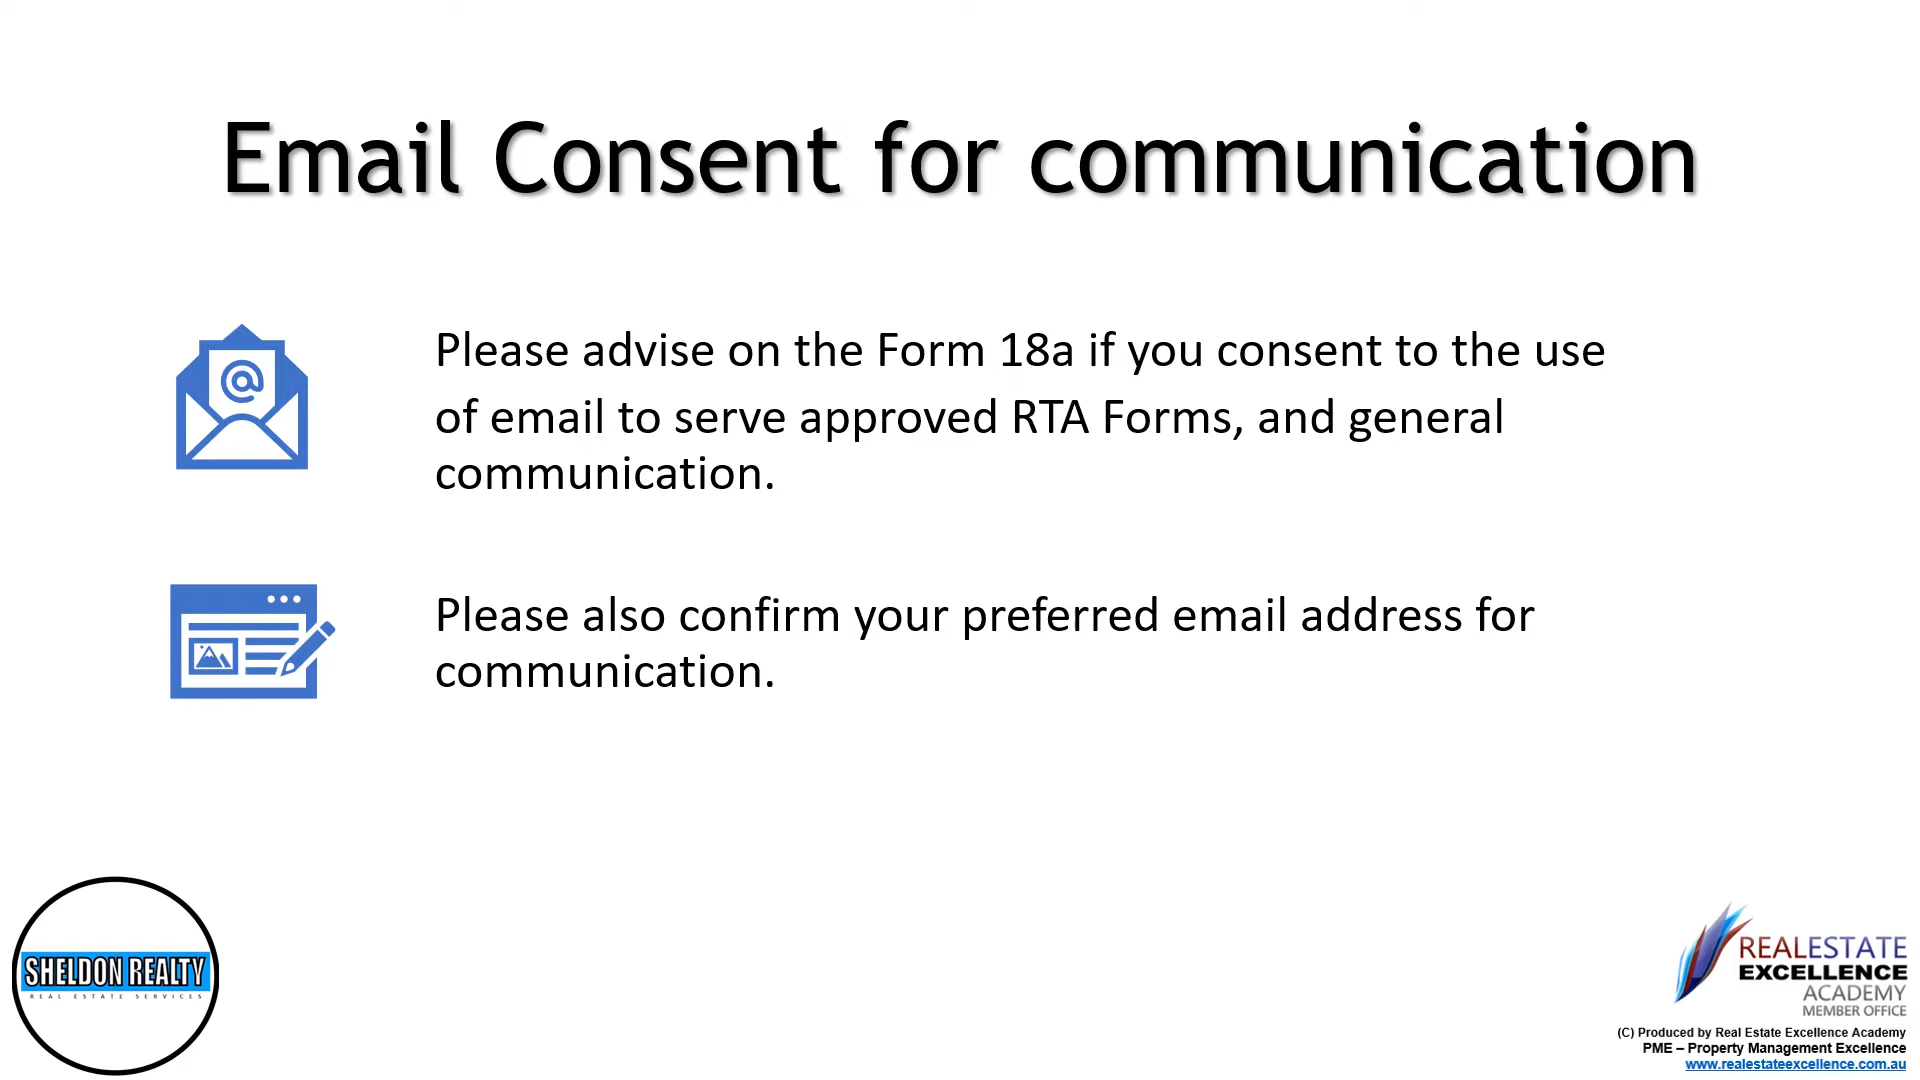 Email Consent for communication
@
Please advise on the Form 18a if you consent to the use
of email to serve approved RTA Forms, and general
communication.
Please also confirm your preferred email address for
communication.
SHELDON REALTY
REAL ESTATE SERVICES
REALESTATE
EXCELLENCE
ACADEMY
MEMBER OFFICE
(C) Produced by Real Estate Excellence Academy
PME – Property Management Excellence
www.realestateexcellence.com.au